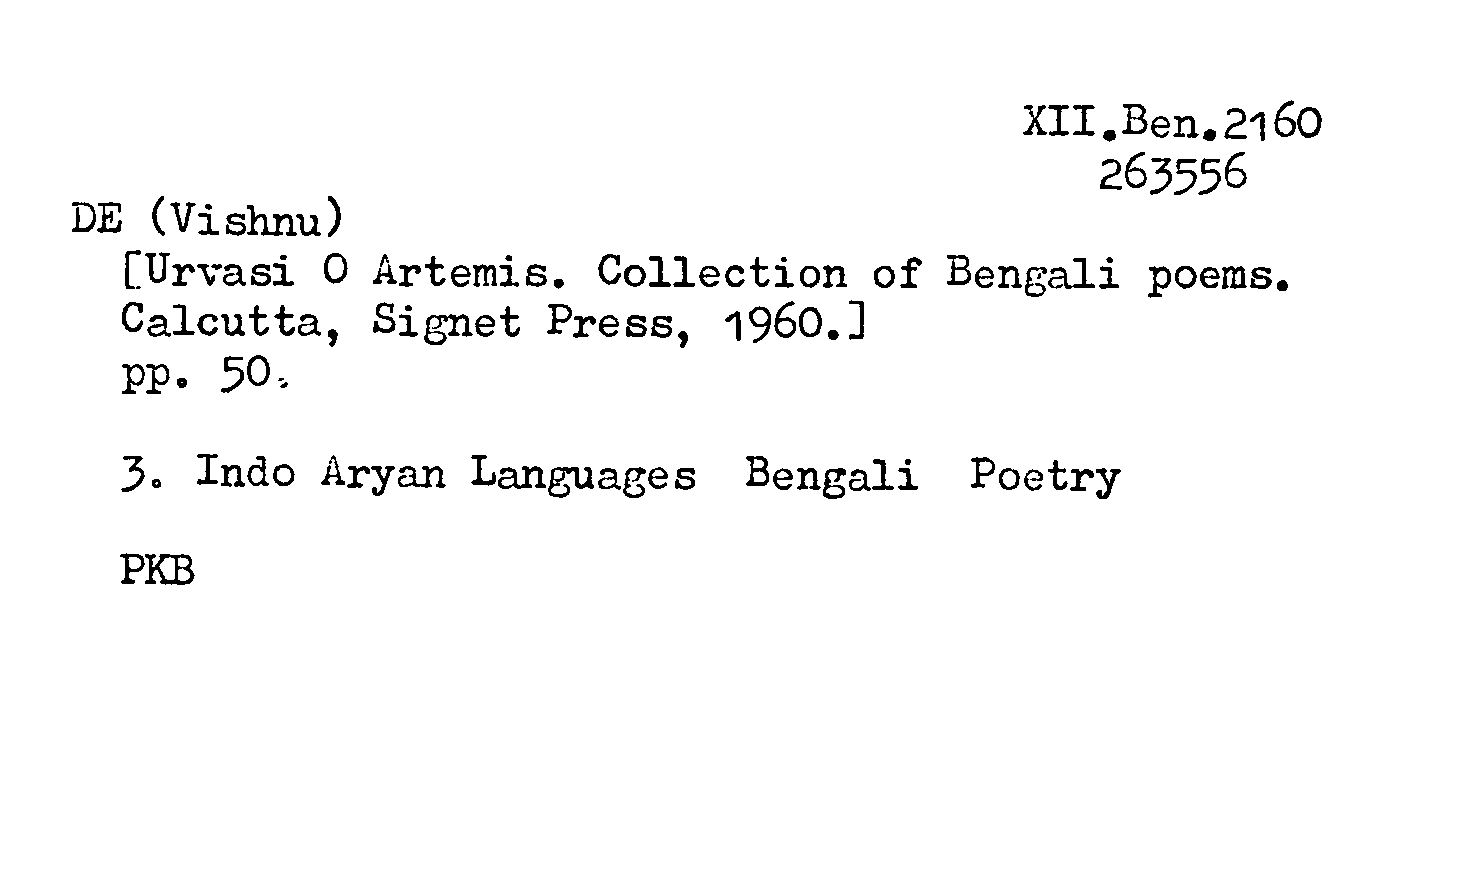 XII.Ben.2160
263556
DE (Vishnu)
[Urvasi O Artemis. Collection of Bengali poems.
Calcutta, Signet Press, 1960.]
pp. 50.
3. Indo Aryan Languages Bengali Poetry
PKB